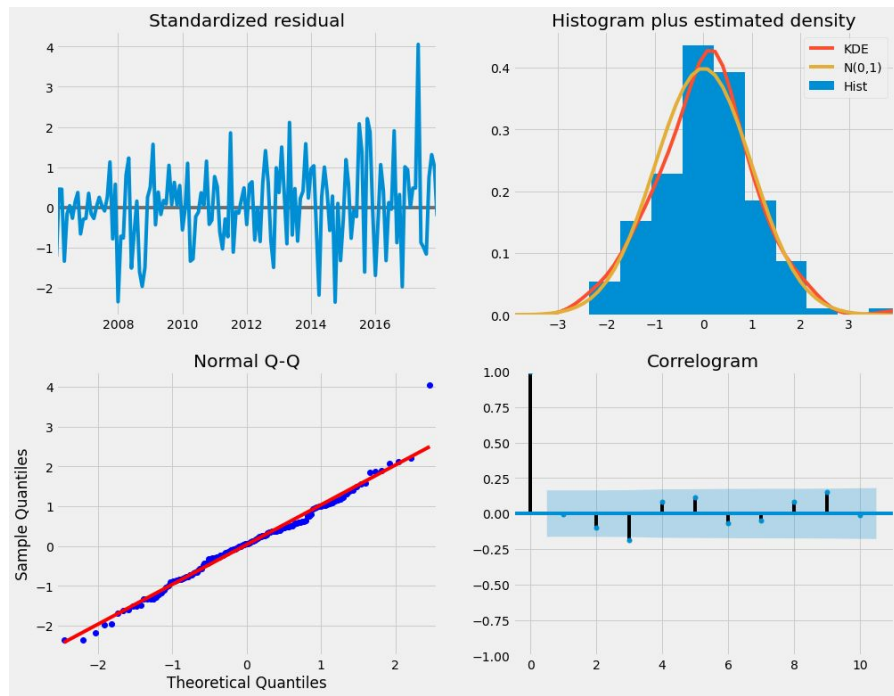 Standardized residual
4
3
2
1
0
−1
−2
2008 2010 2012 2014 2016
Histogram plus estimated density
KDE
N(0,1)
Hist
0.4
0.3
0.2
0.1
0.0
−3 −2 −1 0 1 2 3
Normal Q-Q
Sample Quantiles
4
3
2
1
0
−1
−2
−2 −1 0 1 2
Theoretical Quantiles
Correlogram
1.00
0.75
0.50
0.25
0.00
−0.25
−0.50
−0.75
−1.00
0 2 4 6 8 10